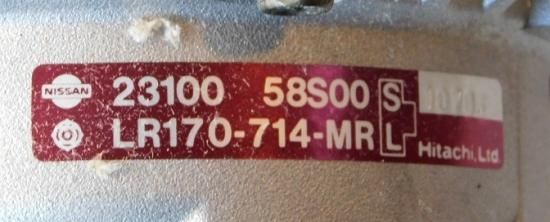 NISSAN 23100 58S00 S
LR170-714-MR L Hitachi, Ltd